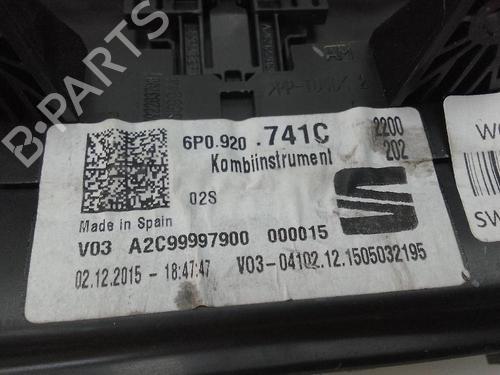 6P0.920 .741C 2200
Kombiinstrument 202
02S
Made in Spain
V03 A2C99997900 000015
02.12.2015 - 18:47:47 V03-04102.12.1505032195
SW